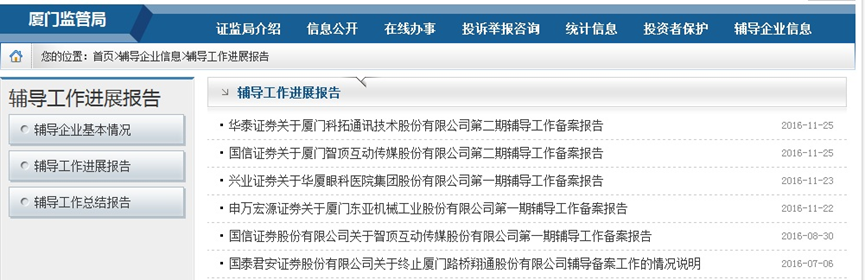 厦门监管局
证监局介绍 信息公开 在线办事 投诉举报咨询 统计信息 投资者保护 辅导企业信息
您的位置：首页>辅导企业信息>辅导工作进展报告
辅导工作进展报告
辅导企业基本情况
辅导工作进展报告
辅导工作总结报告
辅导工作进展报告
华泰证券关于厦门科拓通讯技术股份有限公司第二期辅导工作备案报告 2016-11-25
国信证券关于厦门智顶互动传媒股份有限公司第二期辅导工作备案报告 2016-11-25
兴业证券关于华厦眼科医院集团股份有限公司第一期辅导工作备案报告 2016-11-23
申万宏源证券关于厦门东亚机械工业股份有限公司第一期辅导工作备案报告 2016-11-22
国信证券股份有限公司关于智顶互动传媒股份有限公司第一期辅导工作备案报告 2016-08-30
国泰君安证券股份有限公司关于终止厦门路桥翔通股份有限公司辅导备案工作的情况说明 2016-07-06